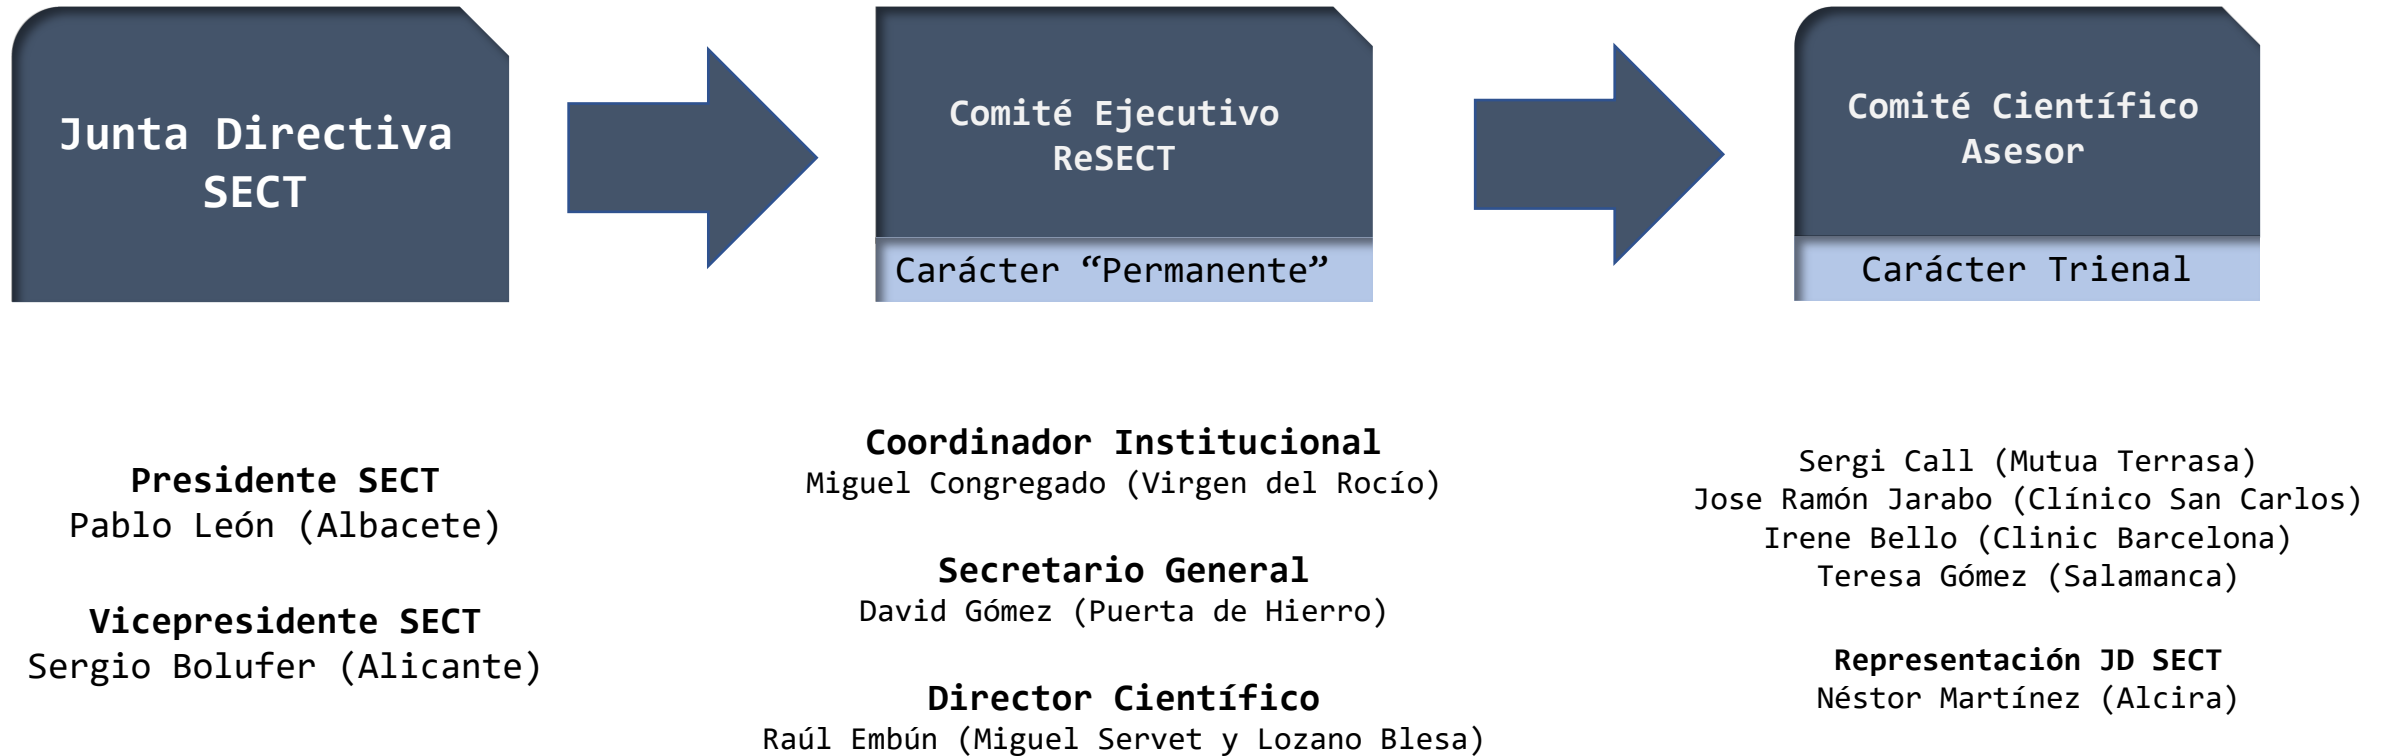 Junta Directiva
SECT
Comité Ejecutivo
ReSECT
Carácter “Permanente”
Comité Científico
Asesor
Carácter Trienal
Presidente SECT
Pablo León (Albacete)
Vicepresidente SECT
Sergio Bolufer (Alicante)
Coordinador Institucional
Miguel Congregado (Virgen del Rocío)
Secretario General
David Gómez (Puerta de Hierro)
Director Científico
Raúl Embún (Miguel Servet y Lozano Blesa)
Sergi Call (Mutua Terrasa)
Jose Ramón Jarabo (Clínico San Carlos)
Irene Bello (Clinic Barcelona)
Teresa Gómez (Salamanca)
Representación JD SECT
Néstor Martínez (Alcira)